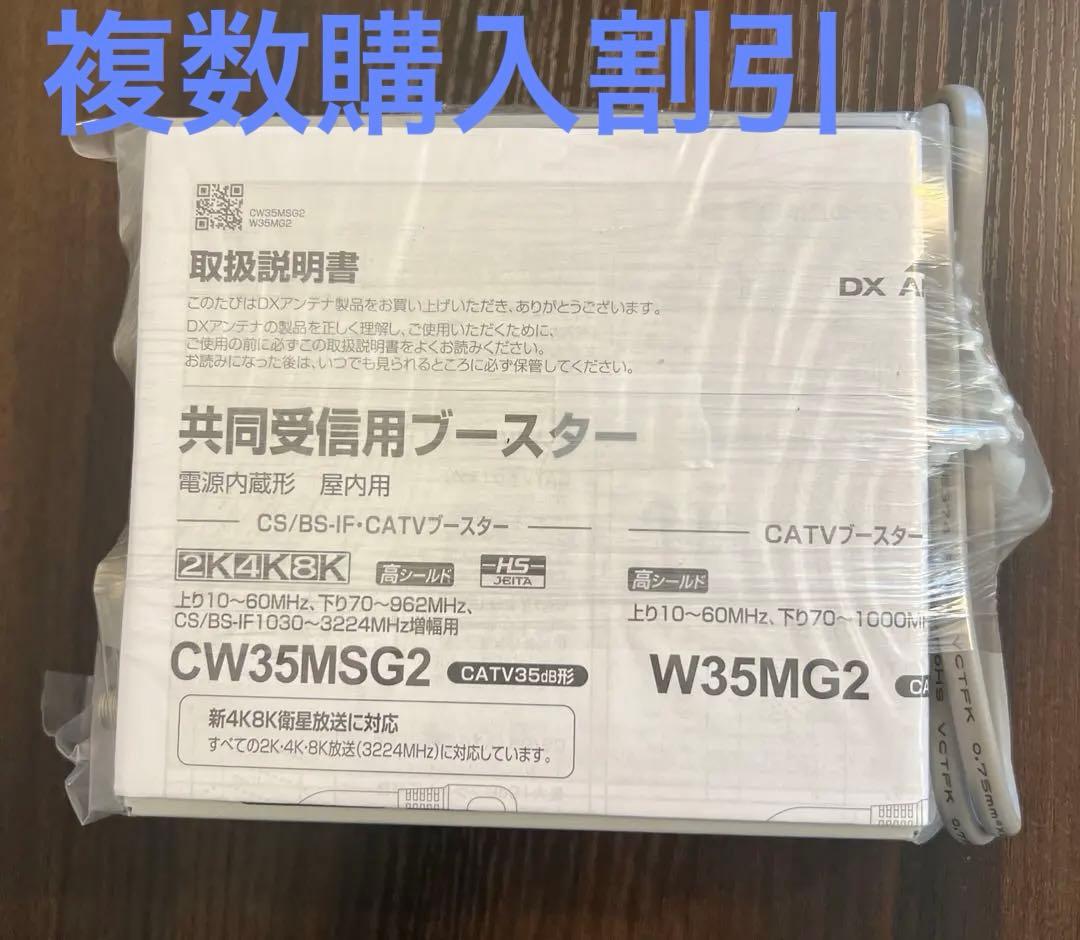 複数購入割引
CW35MSG2
W35MG2
取扱説明書
DX
このたびはDXアンテナ製品をお買い上げいただき、ありがとうございます。
DXアンテナの製品を正しく理解し、ご使用いただくために、
ご使用の前に必ずこの取扱説明書をよくお読みください。
お読みになった後は、いつでも見られるところに必ず保管してください。
共同受信用ブースター
電源内蔵形 屋内用
CS/BS-IF・CATVブースター
2K4K8K 高シールド HS JEITA
上り10〜60MHz、下り70〜962MHz、
CS/BS-IF1030〜3224MHz増幅用
CW35MSG2 CATV35dB形
新4K8K衛星放送に対応
すべての2K・4K・8K放送(3224MHz)に対応しています。
CATVブースター
高シールド
上り10〜60MHz、下り70〜1000M
W35MG2 CA
VCTFK 0.75mm
VCTFK